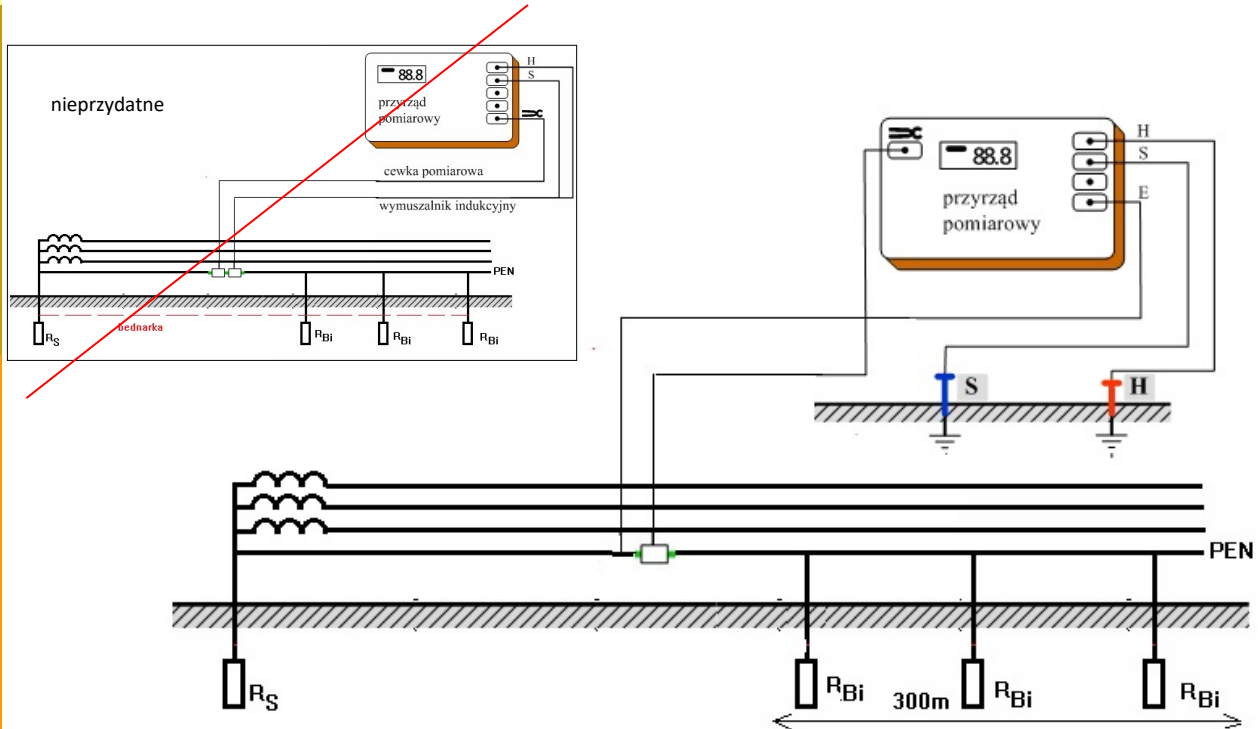 nieprzydatne
H
S
88.8
przyrząd
pomiarowy
cewka pomiarowa
wymuszalnik indukcyjny
PEN
bednarka
RS
RBi
RBi
RBi
88.8
H
S
E
przyrząd
pomiarowy
S
H
PEN
RS
RBi
300m
RBi
RBi